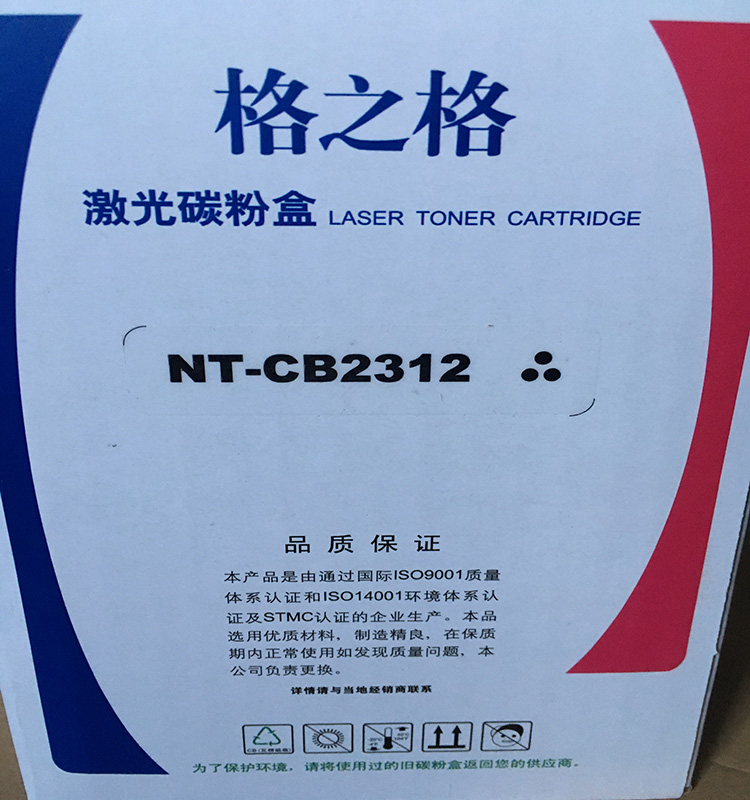 格之格
激光碳粉盒 LASER TONER CARTRIDGE
NT-CB2312
品质保证
本产品是由通过国际ISO9001质量
体系认证和ISO14001环境体系认
证及STMC认证的企业生产。本品
选用优质材料，制造精良，在保质
期内正常使用如发现质量问题，本
公司负责更换。
详情请与当地经销商联系
为了保护环境，请将使用过的旧碳粉盒返回您的供应商。